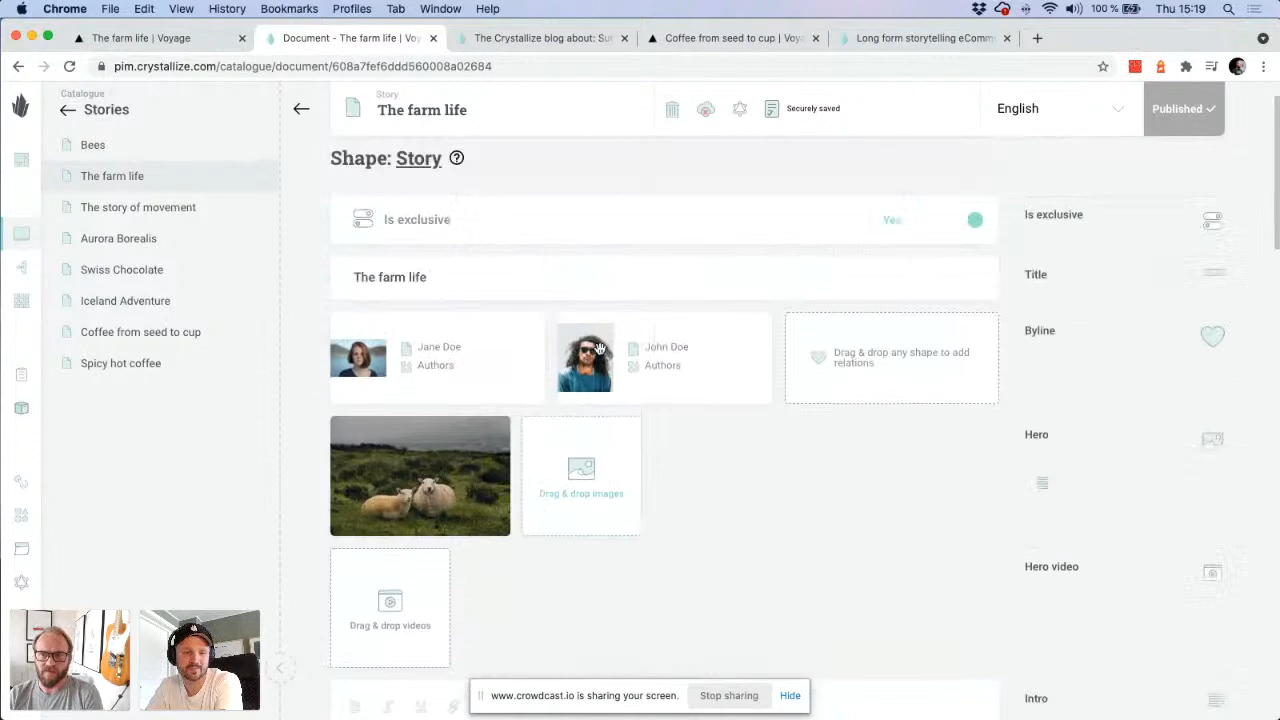 Chrome File Edit View History Bookmarks Profiles Tab Window Help 100 % Thu 15:19
The farm life | Voyage
Document - The farm life | Voy
The Crystallize blog about: Su
Coffee from seed to cup | Voya
Long form storytelling eComm
pim.crystallize.com/catalogue/document/608a7fef6ddd560008a02684
Catalogue
Stories
Bees
The farm life
The story of movement
Aurora Borealis
Swiss Chocolate
Iceland Adventure
Coffee from seed to cup
Spicy hot coffee
Story
The farm life
Securely saved
English
Published
Shape: Story
Is exclusive
Yes
Is exclusive
The farm life
Title
Jane Doe
Authors
John Doe
Authors
Drag & drop any shape to add
relations
Byline
Drag & drop images
Hero
Drag & drop videos
Hero video
Intro
www.crowdcast.io is sharing your screen. Stop sharing Hide